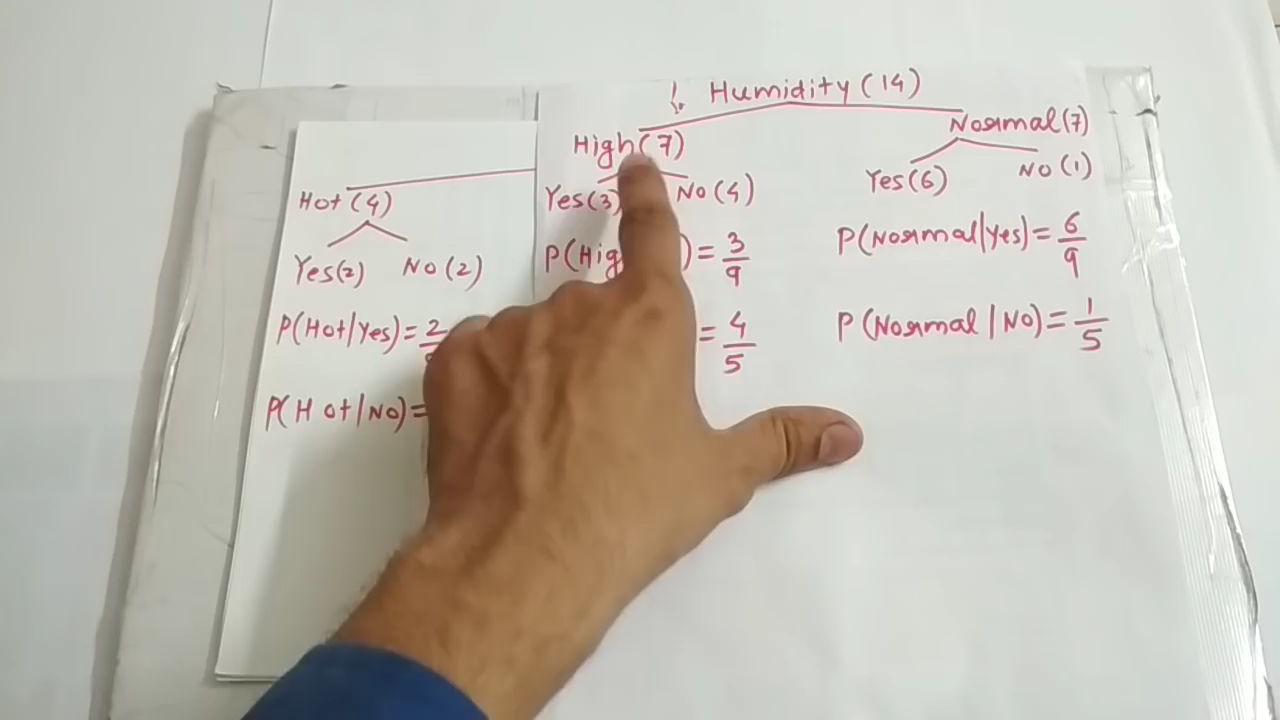 Humidity (14)
High (7)
Normal (7)
Yes (3)
No (4)
Yes (6)
No (1)
P(Hig ) = 3/9
P(Normal/Yes) = 6/9
= 4/5
P(Normal/No) = 1/5
Hot (4)
Yes(2)
No (2)
P(Hot/Yes) = 2
P(Hot/No) =